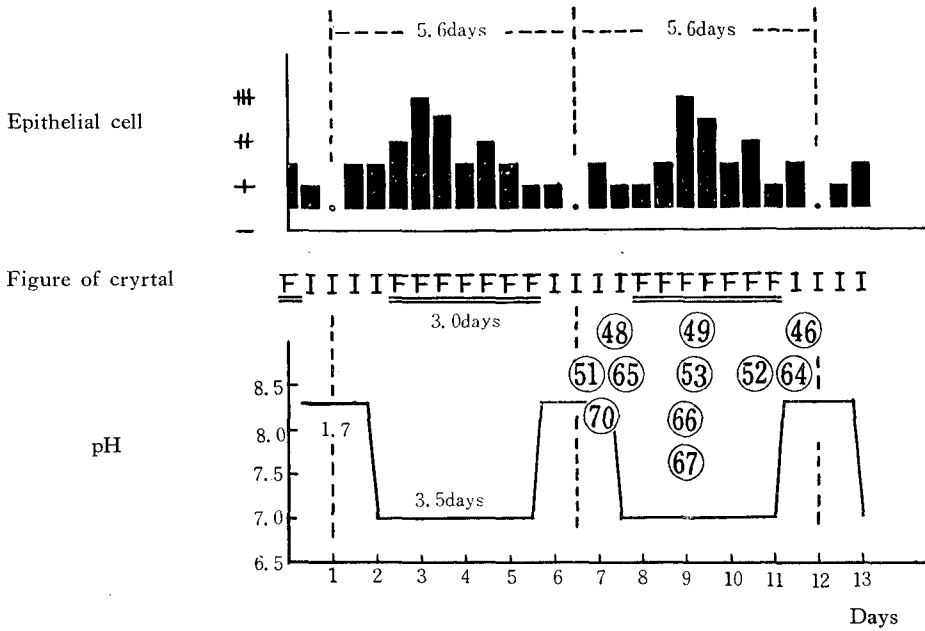 5.6days 5.6days
Epithelial cell
卌
++
+
−
Figure of cryrtal F I I I I F F F F F F F I I I I F F F F F F F 1 I I I
3.0days
48 49 46
51 65 53 52 64
70 66
67
pH
8.5
8.0
7.5
7.0
6.5
1.7
3.5days
1 2 3 4 5 6 7 8 9 10 11 12 13
Days